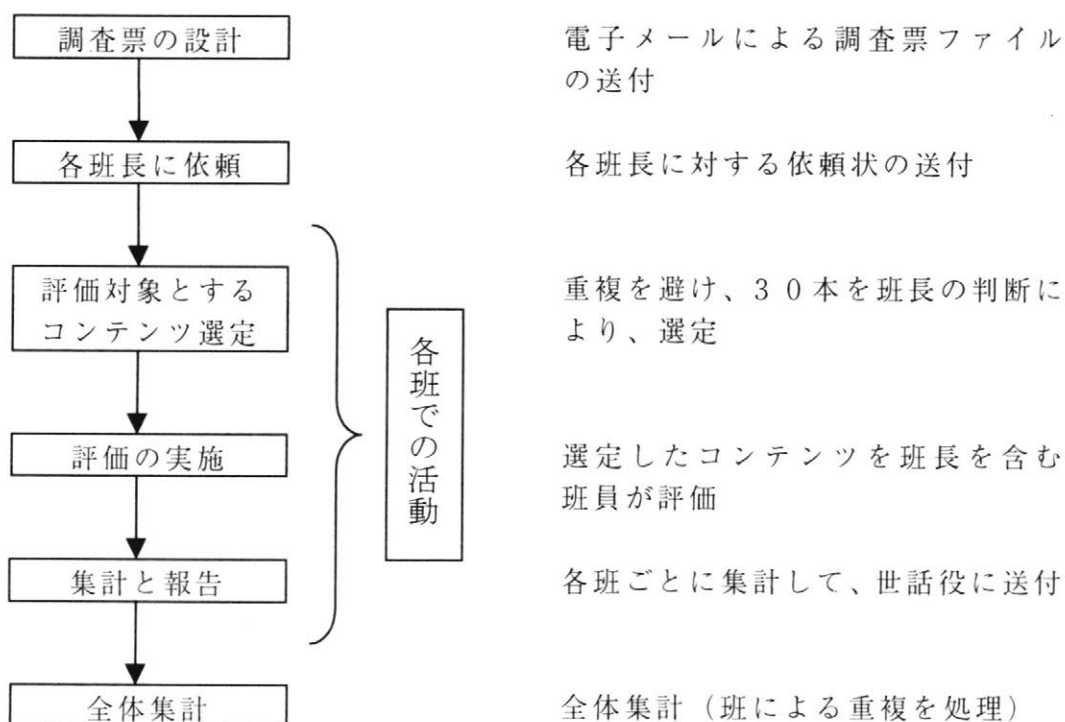 調査票の設計
電子メールによる調査票ファイル
の送付
各班長に依頼
各班長に対する依頼状の送付
評価対象とする
コンテンツ選定
重複を避け、30本を班長の判断に
より、選定
各班での活動
評価の実施
選定したコンテンツを班長を含む
班員が評価
集計と報告
各班ごとに集計して、世話役に送付
全体集計
全体集計(班による重複を処理)